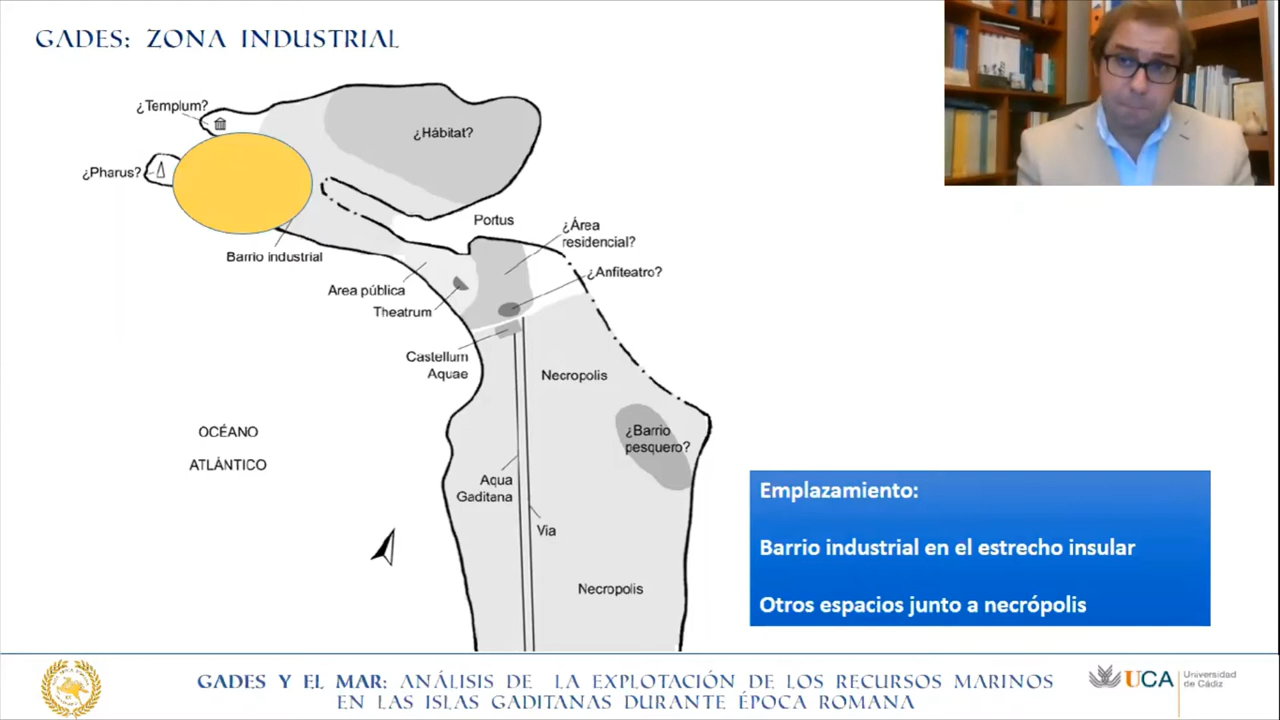 GADES: ZONA INDUSTRIAL
¿Templum?
¿Hábitat?
¿Pharus?
Portus
¿Área
residencial?
Barrio industrial
¿Anfiteatro?
Area pública
Theatrum
Castellum
Aquae
Necropolis
OCÉANO
ATLÁNTICO
¿Barrio
pesquero?
Aqua
Gaditana
Via
Necropolis
Emplazamiento:
Barrio industrial en el estrecho insular
Otros espacios junto a necrópolis
GADES Y EL MAR: ANÁLISIS DE LA EXPLOTACIÓN DE LOS RECURSOS MARINOS
EN LAS ISLAS GADITANAS DURANTE ÉPOCA ROMANA
UCA
Universidad
de Cádiz